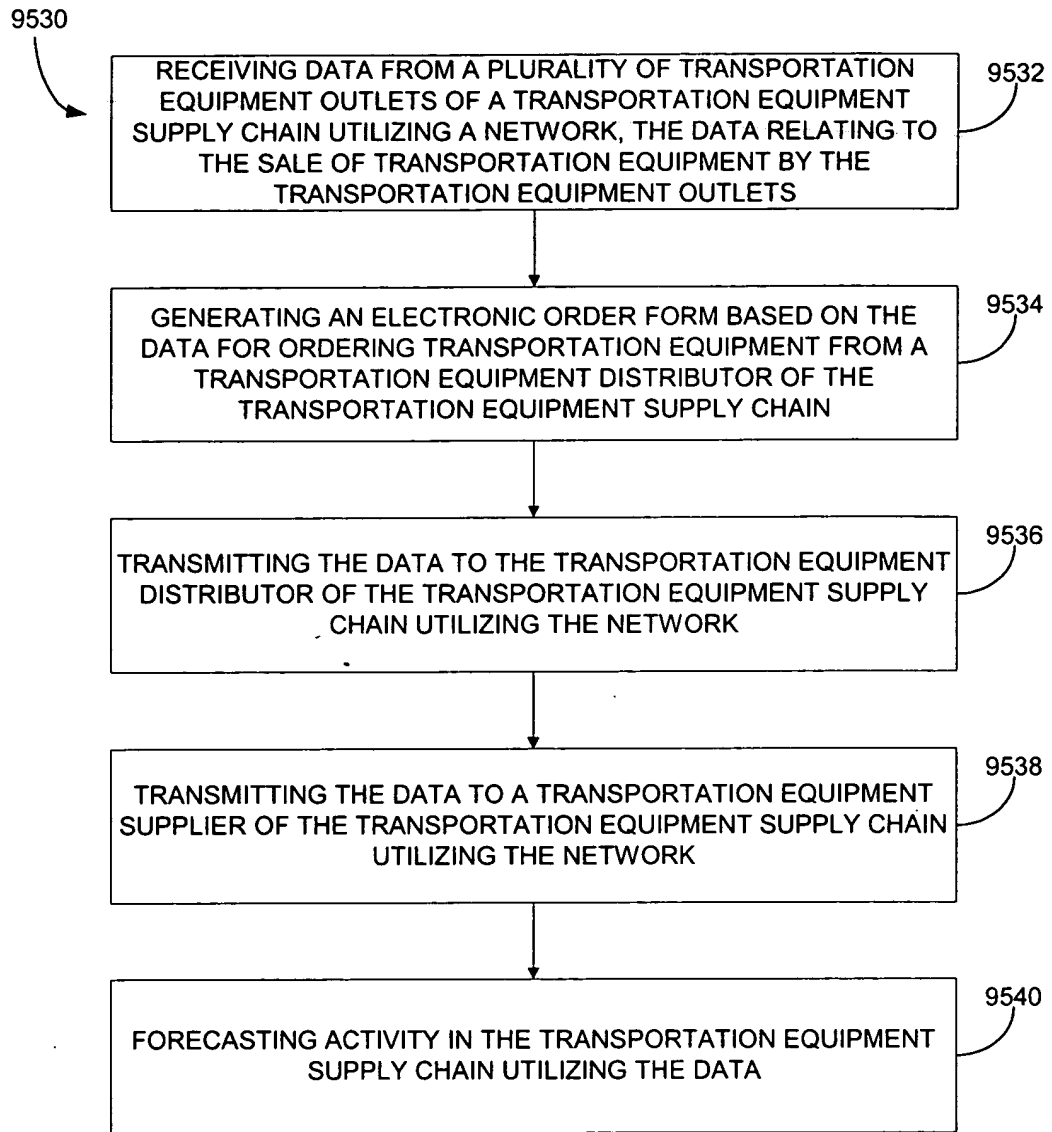 9530
RECEIVING DATA FROM A PLURALITY OF TRANSPORTATION
EQUIPMENT OUTLETS OF A TRANSPORTATION EQUIPMENT
SUPPLY CHAIN UTILIZING A NETWORK, THE DATA RELATING TO
THE SALE OF TRANSPORTATION EQUIPMENT BY THE
TRANSPORTATION EQUIPMENT OUTLETS
9532
GENERATING AN ELECTRONIC ORDER FORM BASED ON THE
DATA FOR ORDERING TRANSPORTATION EQUIPMENT FROM A
TRANSPORTATION EQUIPMENT DISTRIBUTOR OF THE
TRANSPORTATION EQUIPMENT SUPPLY CHAIN
9534
TRANSMITTING THE DATA TO THE TRANSPORTATION EQUIPMENT
DISTRIBUTOR OF THE TRANSPORTATION EQUIPMENT SUPPLY
CHAIN UTILIZING THE NETWORK
9536
TRANSMITTING THE DATA TO A TRANSPORTATION EQUIPMENT
SUPPLIER OF THE TRANSPORTATION EQUIPMENT SUPPLY CHAIN
UTILIZING THE NETWORK
9538
FORECASTING ACTIVITY IN THE TRANSPORTATION EQUIPMENT
SUPPLY CHAIN UTILIZING THE DATA
9540